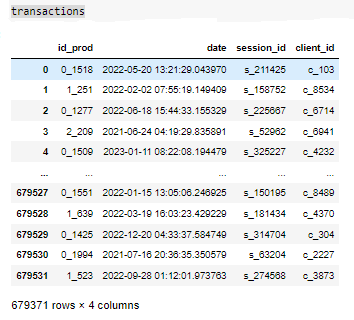 transactions
id_prod date session_id client_id
0 0_1518 2022-05-20 13:21:29.043970 s_211425 c_103
1 1_251 2022-02-02 07:55:19.149409 s_158752 c_8534
2 0_1277 2022-06-18 15:44:33.155329 s_225667 c_6714
3 2_209 2021-06-24 04:19:29.835891 s_52962 c_6941
4 0_1509 2023-01-11 08:22:08.194479 s_325227 c_4232
... ... ... ... ...
679527 0_1551 2022-01-15 13:05:06.246925 s_150195 c_8489
679528 1_639 2022-03-19 16:03:23.429229 s_181434 c_4370
679529 0_1425 2022-12-20 04:33:37.584749 s_314704 c_304
679530 0_1994 2021-07-16 20:36:35.350579 s_63204 c_2227
679531 1_523 2022-09-28 01:12:01.973763 s_274568 c_3873
679371 rows × 4 columns